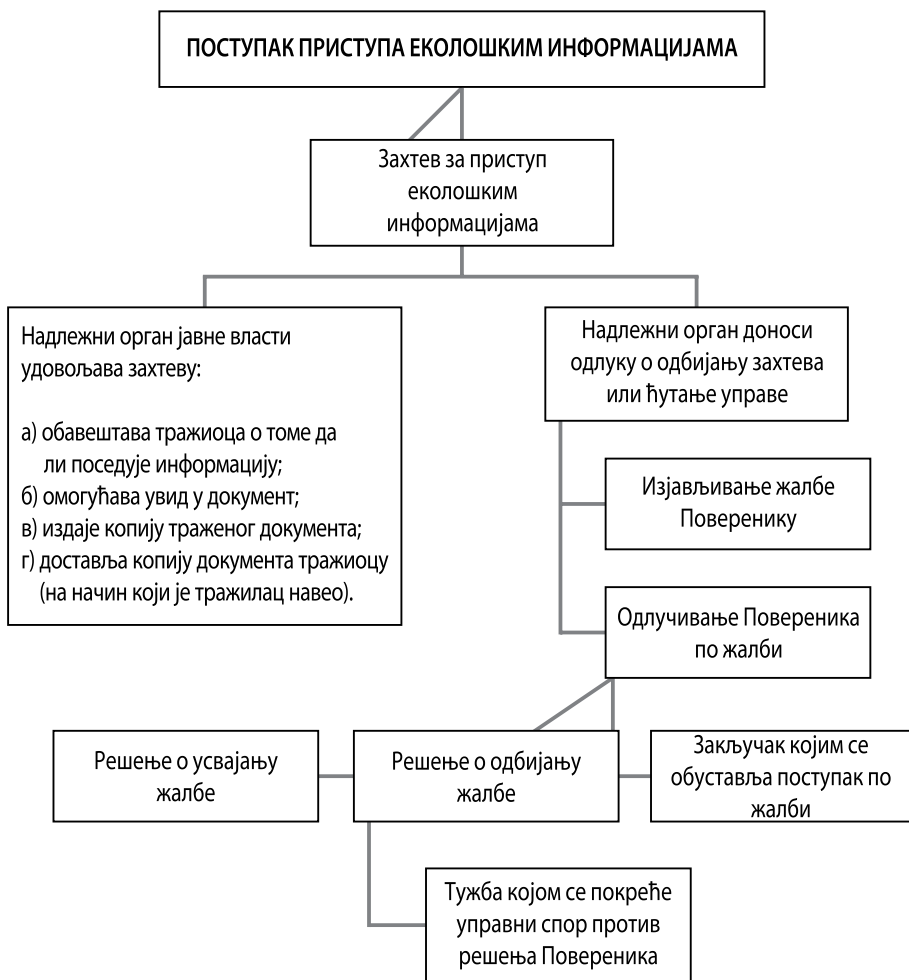 ПОСТУПАК ПРИСТУПА ЕКОЛОШКИМ ИНФОРМАЦИЈАМА
Захтев за приступ
еколошким
информацијама
Надлежни орган јавне власти
удовољава захтеву:
а) обавештава тражиоца о томе да
ли поседује информацију;
б) омогућава увид у документ;
в) издаје копију траженог документа;
г) доставља копију документа тражиоцу
(на начин који је тражилац навео).
Надлежни орган доноси
одлуку о одбијању захтева
или ћутање управе
Изјављивање жалбе
Поверенику
Одлучивање Повереника
по жалби
Решење о усвајању
жалбе
Решење о одбијању
жалбе
Закључак којим се
обуставља поступак по
жалби
Тужба којом се покреће
управни спор против
решења Повереника